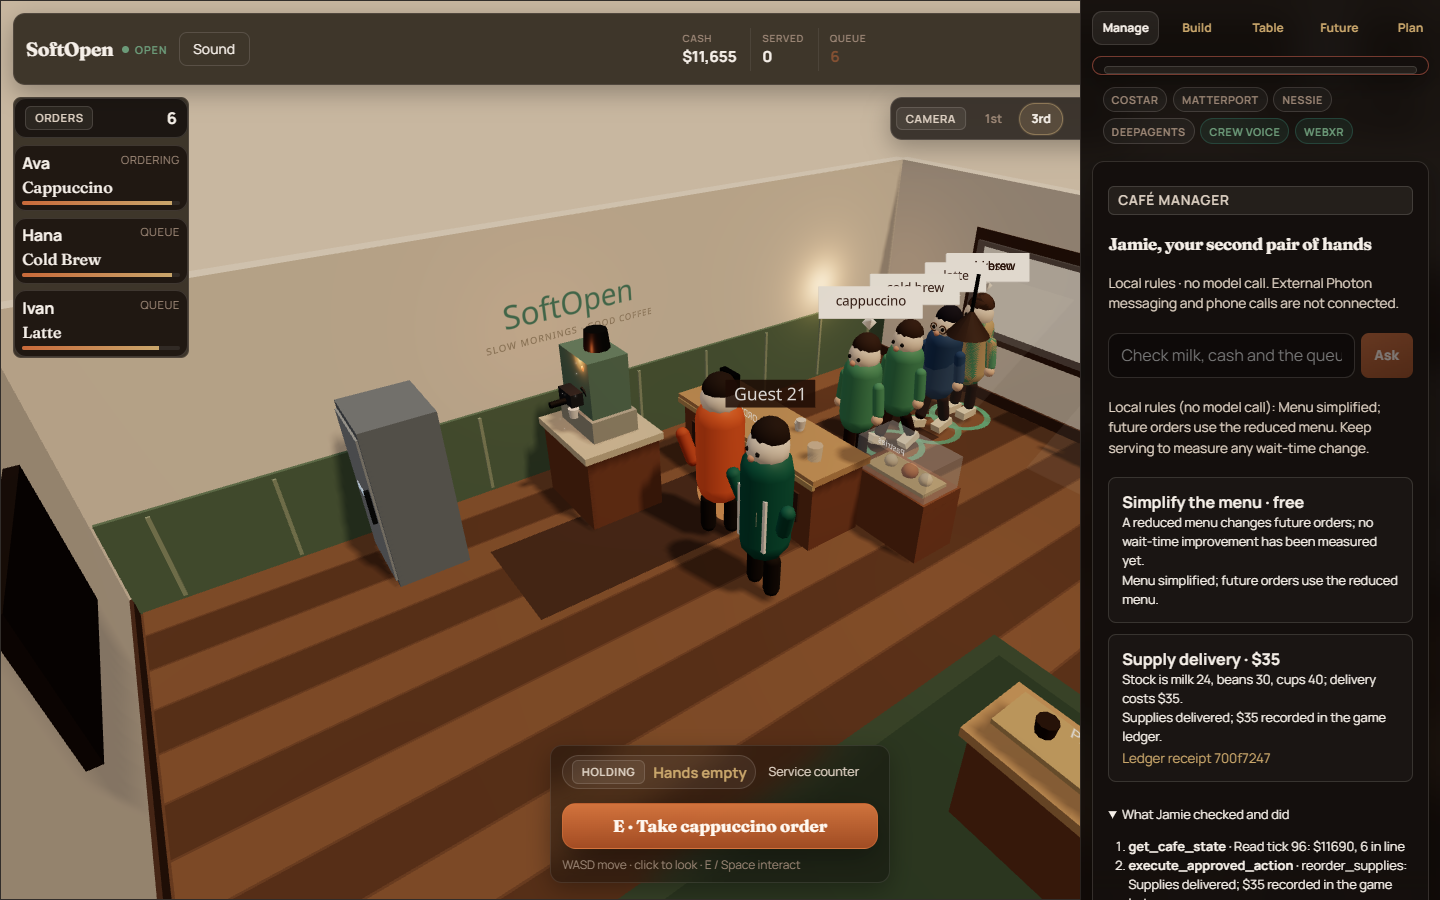 SoftOpen
OPEN
Sound
CASH
$11,655
SERVED
0
QUEUE
6
ORDERS
6
Ava
ORDERING
Cappuccino
Hana
QUEUE
Cold Brew
Ivan
QUEUE
Latte
CAMERA
1st
3rd
SoftOpen
SLOW MORNINGS GOOD COFFEE
brew
latte
cold brew
cappuccino
Guest 21
HOLDING
Hands empty
Service counter
E · Take cappuccino order
WASD move · click to look · E / Space interact
Manage
Build
Table
Future
Plan
COSTAR
MATTERPORT
NESSIE
DEEPAGENTS
CREW VOICE
WEBXR
CAFÉ MANAGER
Jamie, your second pair of hands
Local rules · no model call. External Photon
messaging and phone calls are not connected.
Check milk, cash and the queu
Ask
Local rules (no model call): Menu simplified;
future orders use the reduced menu. Keep
serving to measure any wait-time change.
Simplify the menu · free
A reduced menu changes future orders; no
wait-time improvement has been measured
yet.
Menu simplified; future orders use the reduced
menu.
Supply delivery · $35
Stock is milk 24, beans 30, cups 40; delivery
costs $35.
Supplies delivered; $35 recorded in the game
ledger.
Ledger receipt 700f7247
▼ What Jamie checked and did
1. get_cafe_state · Read tick 96: $11690, 6 in line
2. execute_approved_action · reorder_supplies:
Supplies delivered; $35 recorded in the game